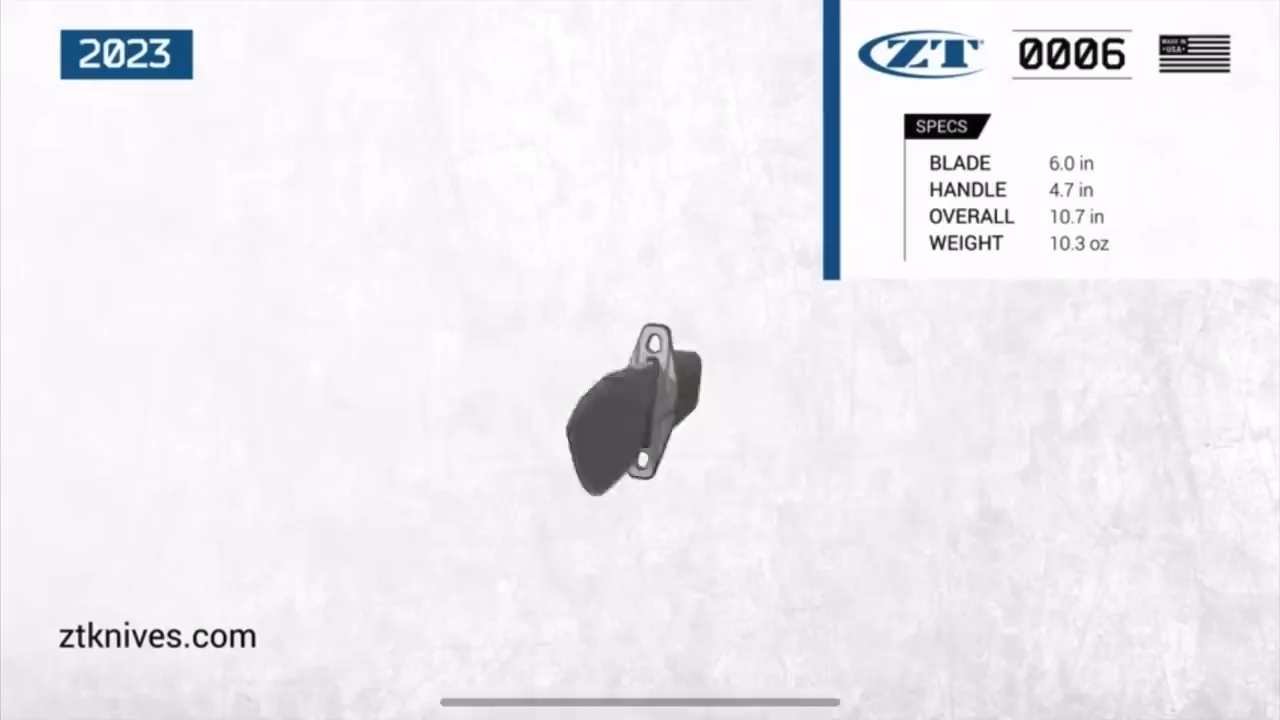 2023
ZT
0006
MADE IN
USA
SPECS
BLADE 6.0 in
HANDLE 4.7 in
OVERALL 10.7 in
WEIGHT 10.3 oz
ztknives.com